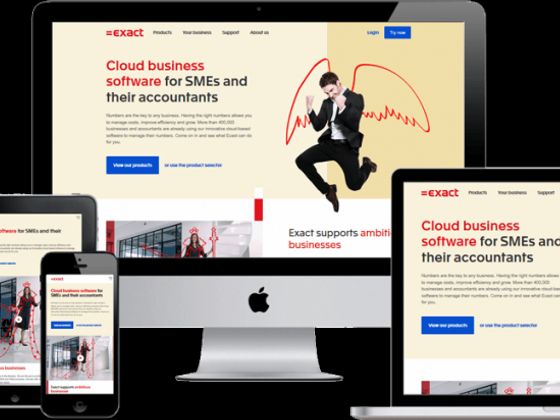 =exact Products Your business Support About us Login Try now
Cloud business
software for SMEs and
their accountants
Numbers are the key to any business. Having the right numbers allows you
to manage costs, improve efficiency and grow. More than 400,000
businesses and accountants are already using our innovative cloud-based
software to manage their numbers. Come on in and see what Exact can do
for you.
View our products or use the product selector
Exact supports ambiti
businesses
=exact Products Your business Support
Cloud business
software for SMEs an
their accountants
Numbers are the key to any business. Having the right numbers allows you
to manage costs, improve efficiency and grow. More than 400,000
businesses and accountants are already using our innovative cloud-based
software to manage their numbers. Come on in and see what Exact can do
for you.
View our products or use the product selector
software for SMEs and their
businesses
=exact
Cloud business software for
SMEs and their accountants
Exact supports ambitious
businesses